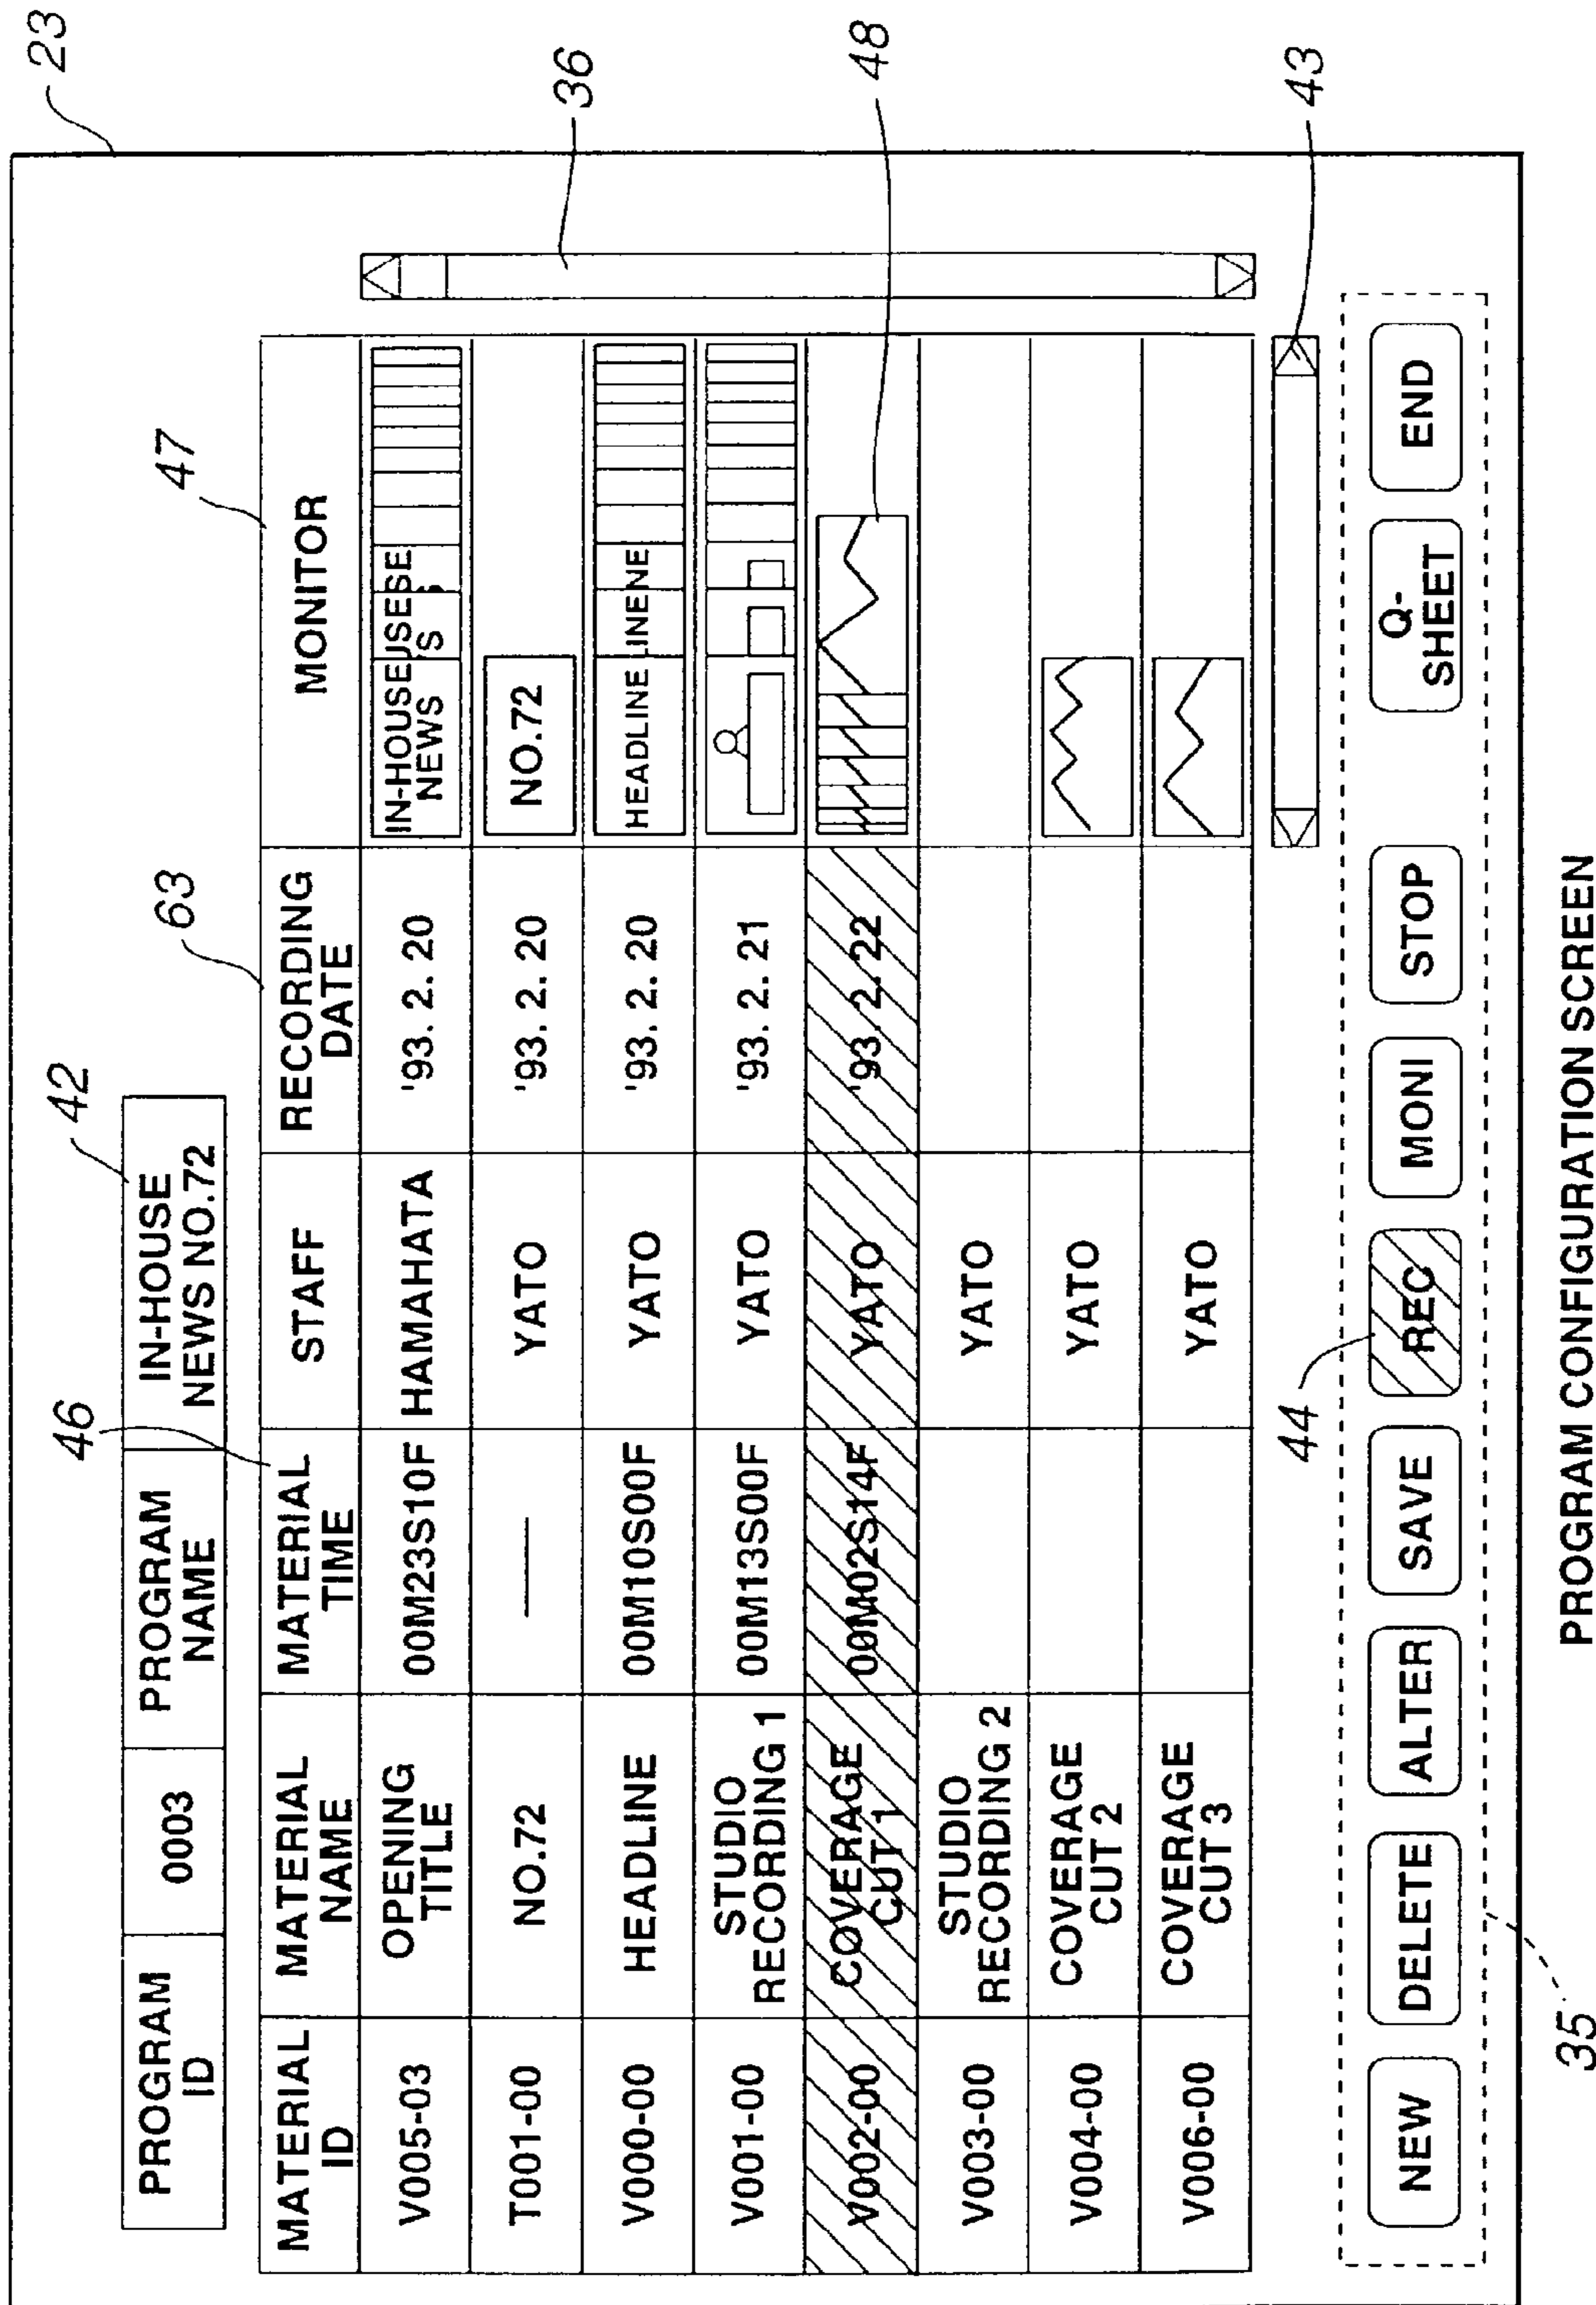 23
42
PROGRAM ID 0003 PROGRAM NAME IN-HOUSE NEWS NO.72
46
63
47
MATERIAL ID MATERIAL NAME MATERIAL TIME STAFF RECORDING DATE MONITOR
V005-03 OPENING TITLE 00M23S10F HAMAHATA '93. 2. 20 IN-HOUSE NEWS USE 'S SE
T001-00 NO.72 — YATO '93. 2. 20 NO.72
V000-00 HEADLINE 00M10S00F YATO '93. 2. 20 HEADLINE LINE NE
V001-00 STUDIO RECORDING 1 00M13S00F YATO '93. 2. 21
V002-00 COVERAGE CUT 1 00M02S14F YATO '93. 2. 22
V003-00 STUDIO RECORDING 2 YATO
V004-00 COVERAGE CUT 2 YATO
V006-00 COVERAGE CUT 3 YATO
36
48
43
44
NEW DELETE ALTER SAVE REC MONI STOP Q-SHEET END
35
PROGRAM CONFIGURATION SCREEN